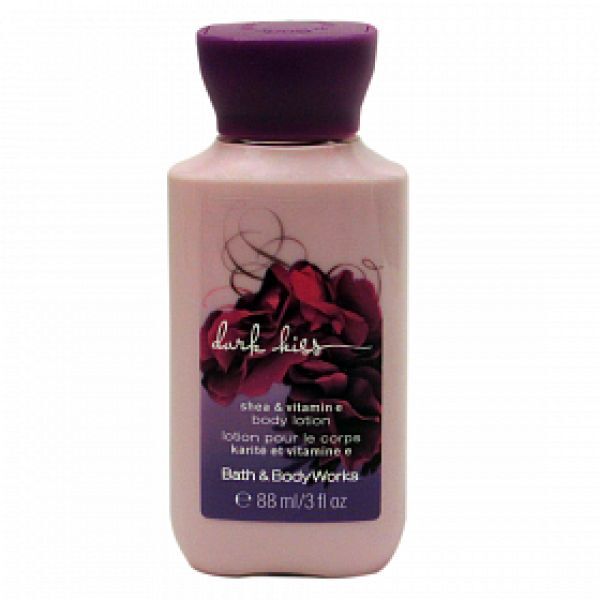 dark kiss
shea & vitamin e
body lotion
lotion pour le corps
karité et vitamine e
Bath & Body Works
℮ 88 ml/3 fl oz